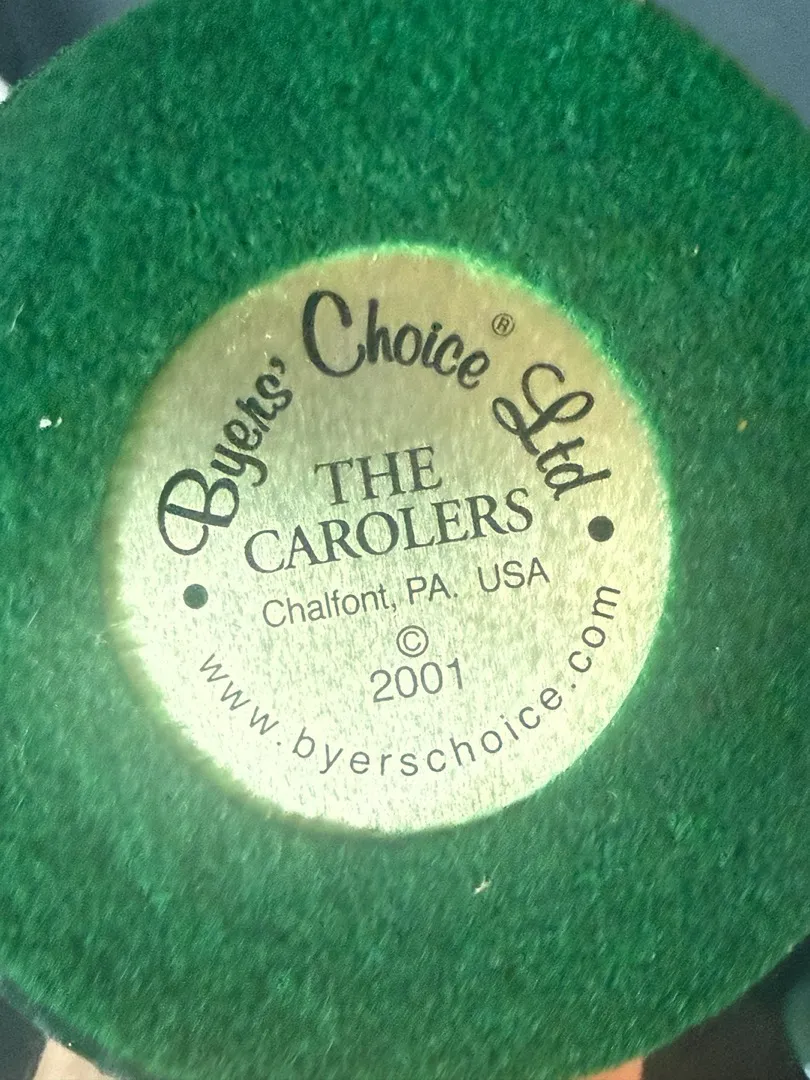 Byers' Choice® Ltd
THE
CAROLERS
Chalfont, PA. USA
©
2001
www.byerschoice.com